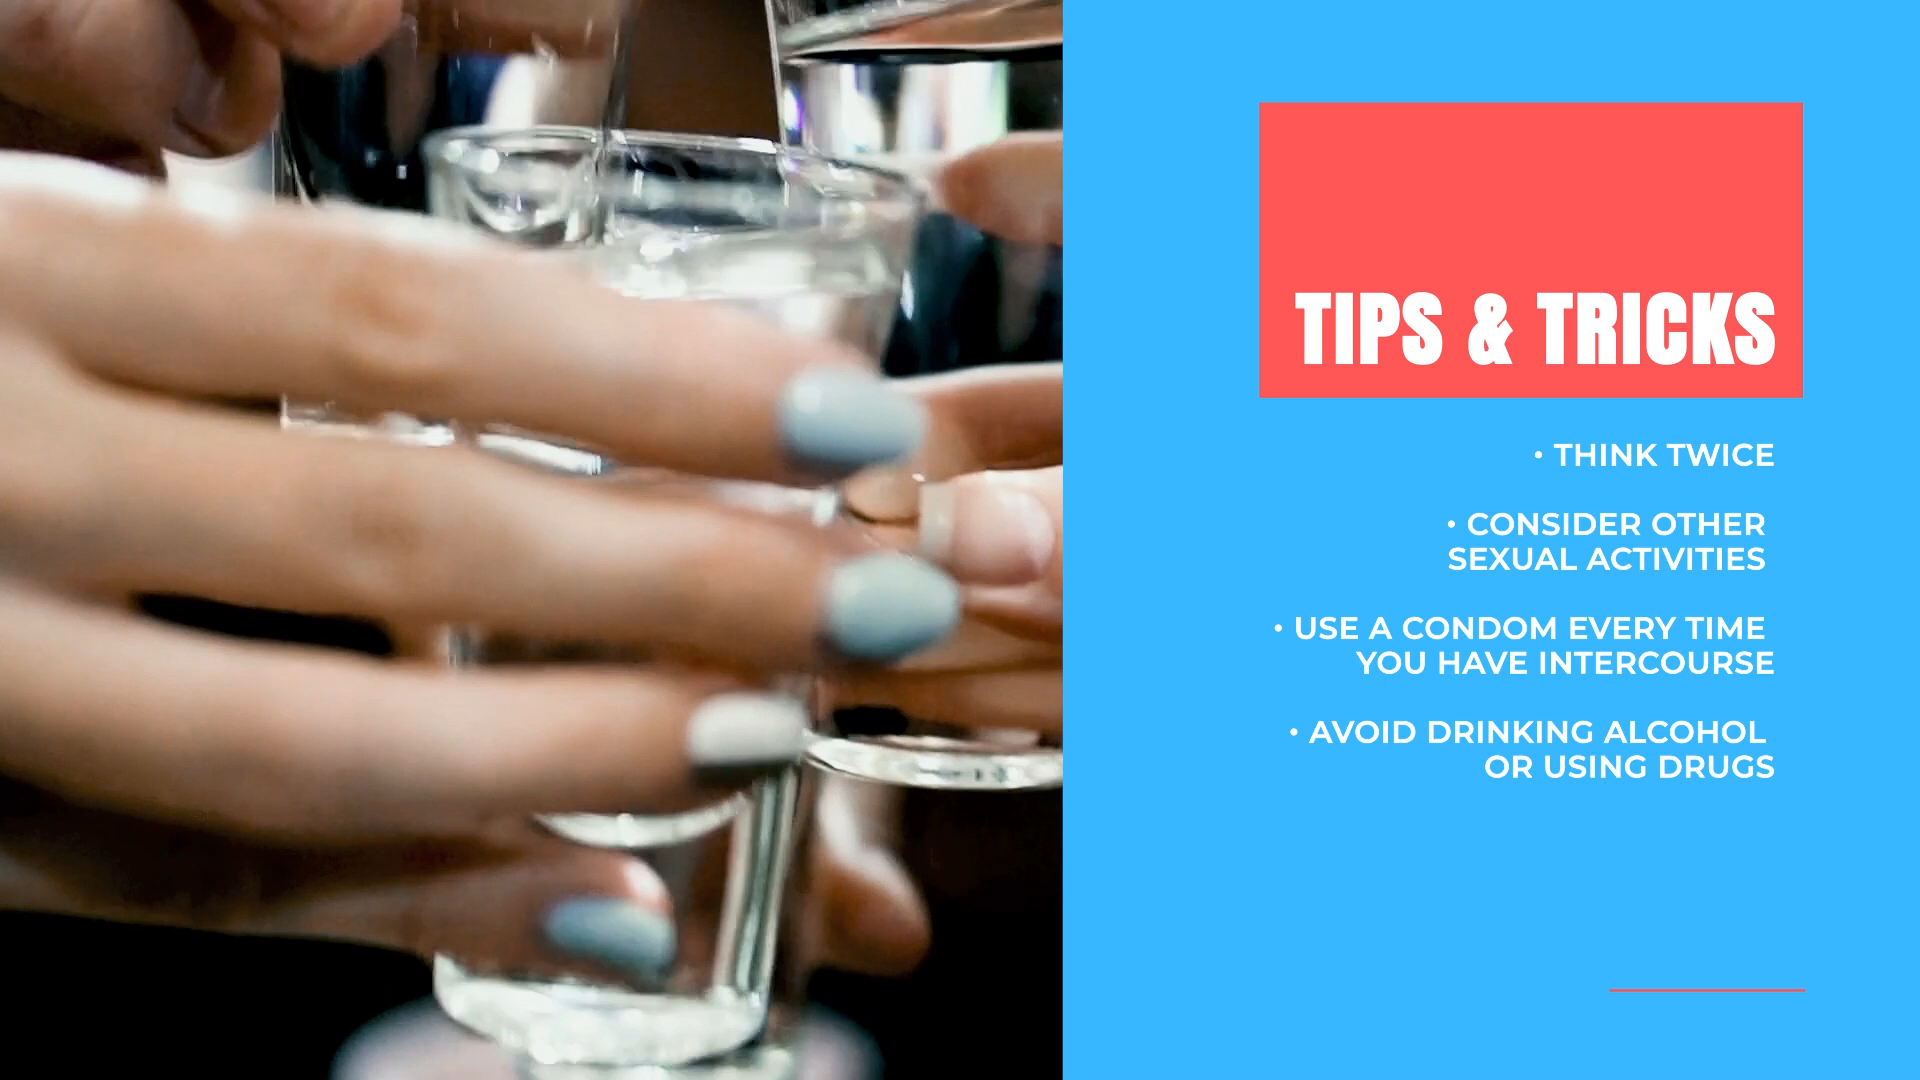 TIPS & TRICKS
• THINK TWICE
• CONSIDER OTHER
SEXUAL ACTIVITIES
• USE A CONDOM EVERY TIME
YOU HAVE INTERCOURSE
• AVOID DRINKING ALCOHOL
OR USING DRUGS